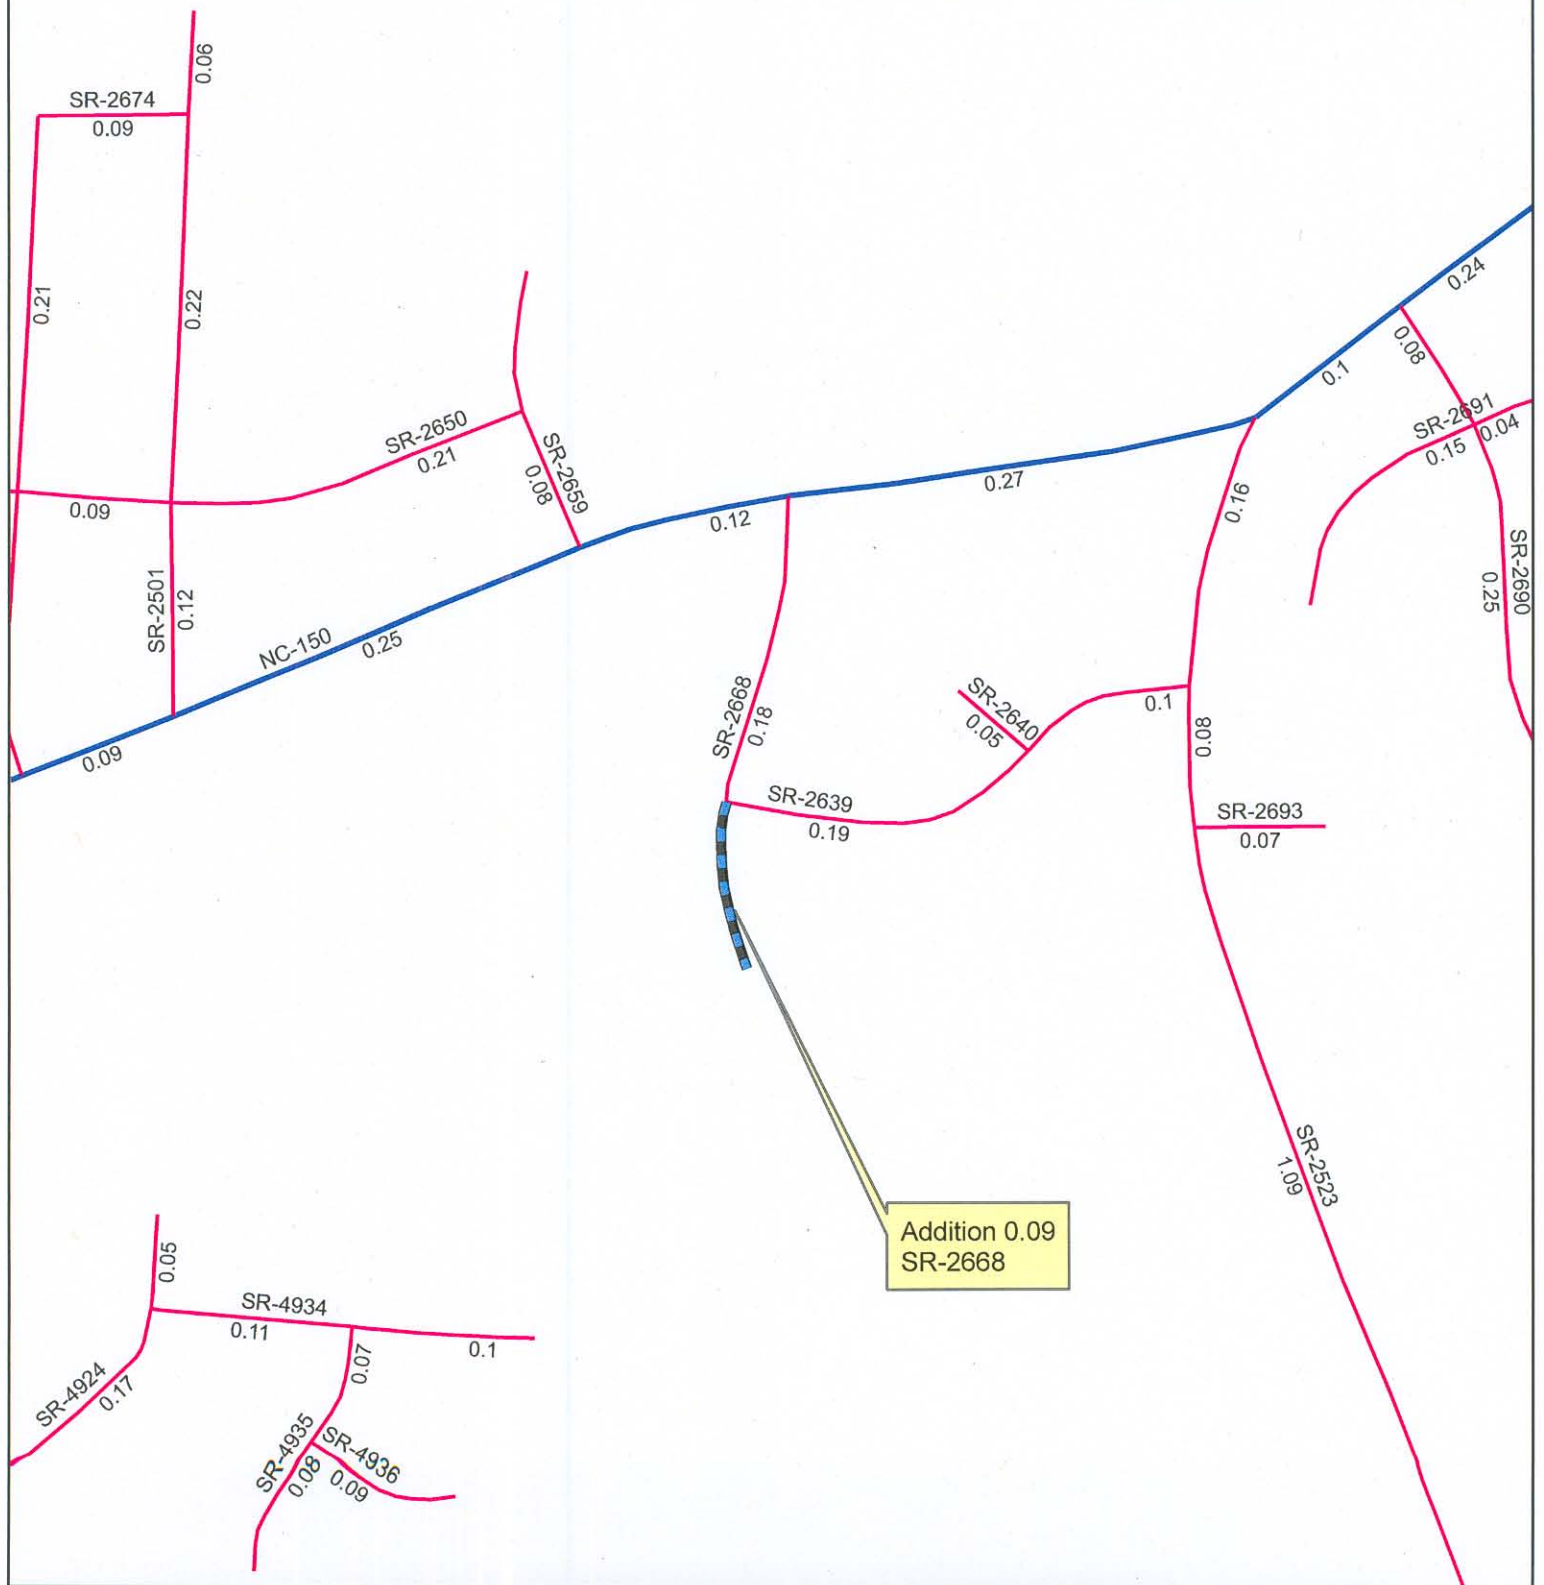 0.06
SR-2674
0.09
0.21
0.22
0.24
0.08
0.1
SR-2650
0.21
SR-2659
0.08
SR-2691
0.15
0.04
0.09
0.12
0.27
0.16
SR-2501
0.12
NC-150
0.25
0.09
SR-2690
0.25
SR-2668
0.18
SR-2640
0.05
0.1
0.08
SR-2639
0.19
SR-2693
0.07
SR-2523
1.09
Addition 0.09
SR-2668
0.05
SR-4934
0.11
0.1
0.07
SR-4924
0.17
SR-4935
0.08
SR-4936
0.09